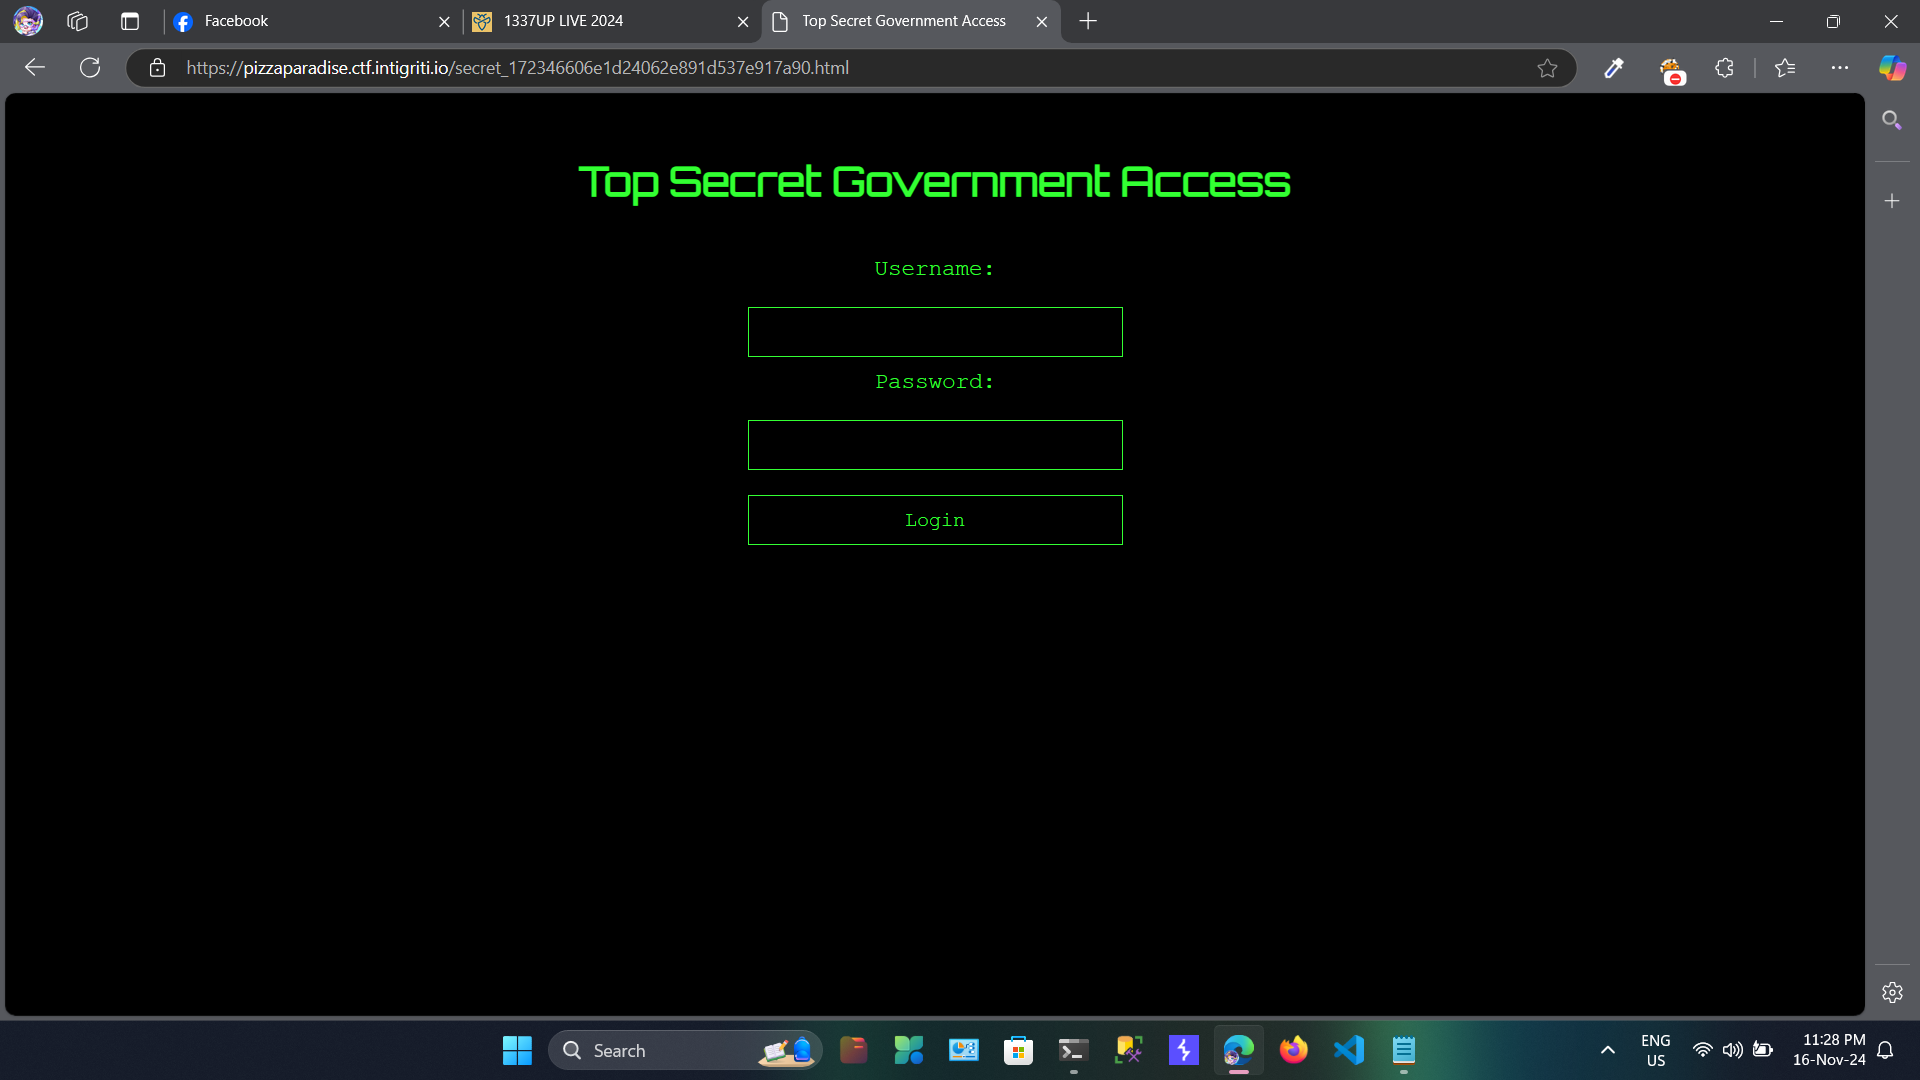 Facebook
1337UP LIVE 2024
Top Secret Government Access
https://pizzaparadise.ctf.intigriti.io/secret_172346606e1d24062e891d537e917a90.html
Top Secret Government Access
Username:
Password:
Login
Search
ENG
US
11:28 PM
16-Nov-24